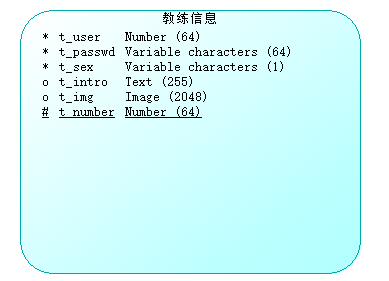 教练信息
* t_user Number (64)
* t_passwd Variable characters (64)
* t_sex Variable characters (1)
o t_intro Text (255)
o t_img Image (2048)
# t_number Number (64)